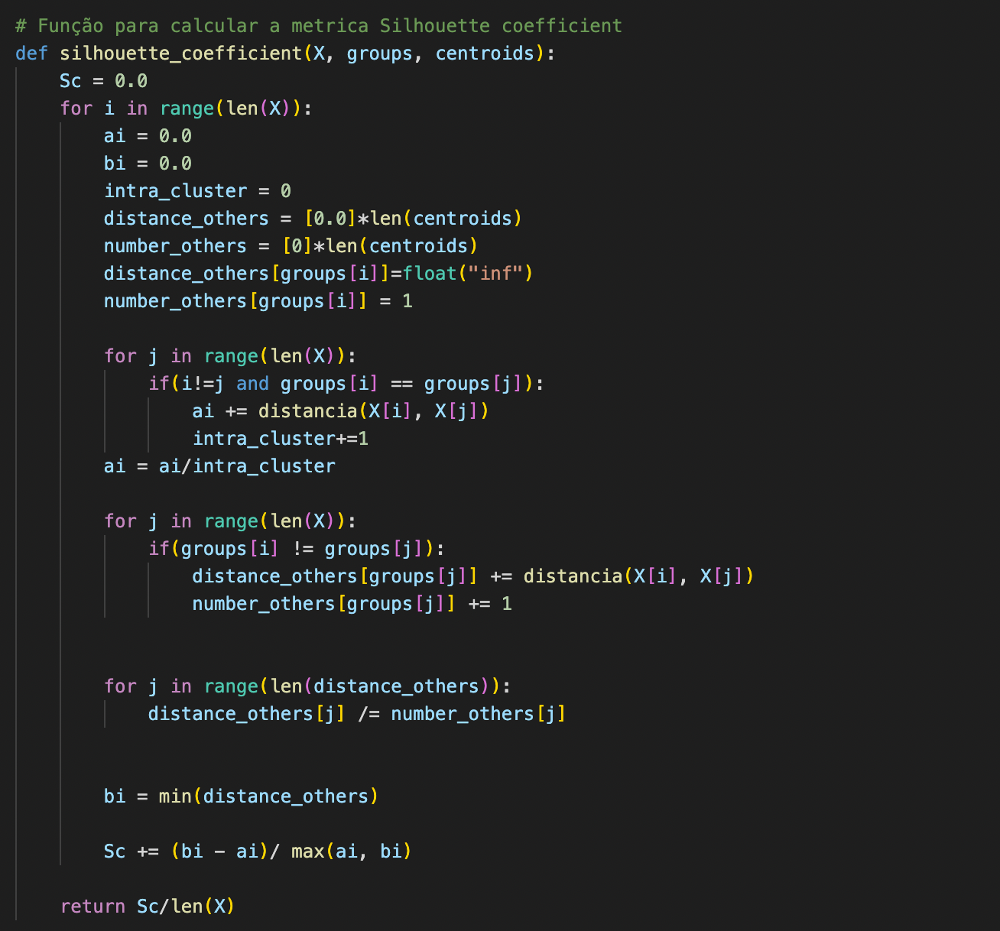 # Função para calcular a metrica Silhouette coefficient
def silhouette_coefficient(X, groups, centroids):
    Sc = 0.0
    for i in range(len(X)):
        ai = 0.0
        bi = 0.0
        intra_cluster = 0
        distance_others = [0.0]*len(centroids)
        number_others = [0]*len(centroids)
        distance_others[groups[i]]=float("inf")
        number_others[groups[i]] = 1
        for j in range(len(X)):
            if(i!=j and groups[i] == groups[j]):
                ai += distancia(X[i], X[j])
                intra_cluster+=1
        ai = ai/intra_cluster
        for j in range(len(X)):
            if(groups[i] != groups[j]):
                distance_others[groups[j]] += distancia(X[i], X[j])
                number_others[groups[j]] += 1
        for j in range(len(distance_others)):
            distance_others[j] /= number_others[j]
        bi = min(distance_others)
        Sc += (bi - ai)/ max(ai, bi)
    return Sc/len(X)